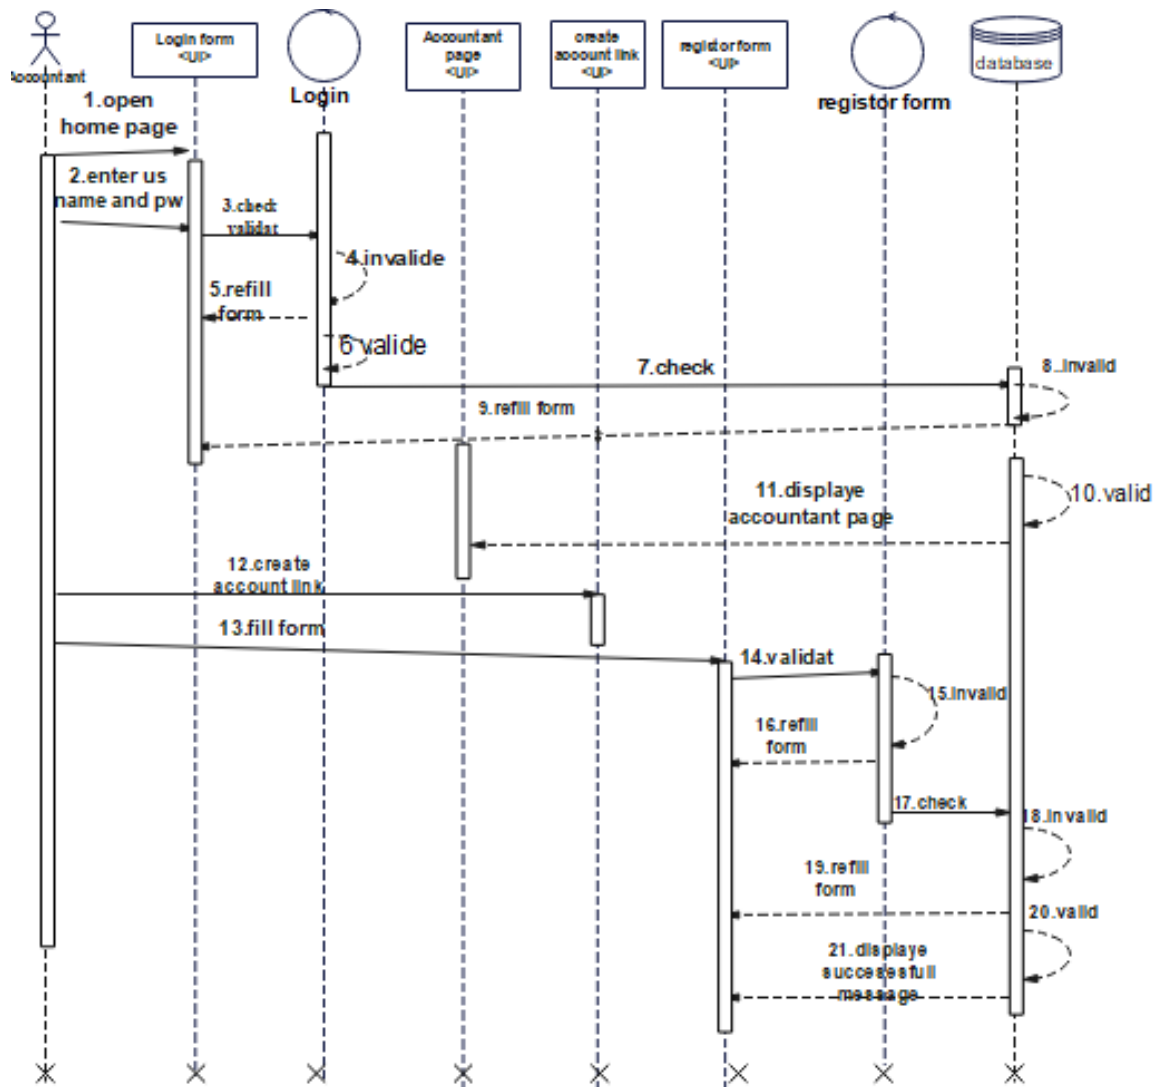 Accountant
Login form
<UI>
Login
Accountant
page
<UI>
create
account link
<UI>
registor form
<UI>
registor form
database
1.open
home page
2.enter us
name and pw
3.chect
validat
4.invalide
5.refill
form
6 valide
7.check
8..invalid
9.refill form
10.valid
11.displaye
accountant page
12.create
account link
13.fill form
14.validat
15.invalid
16.refill
form
17.check
18.invalid
19.refill
form
20.valid
21.displaye
succesesfull
message